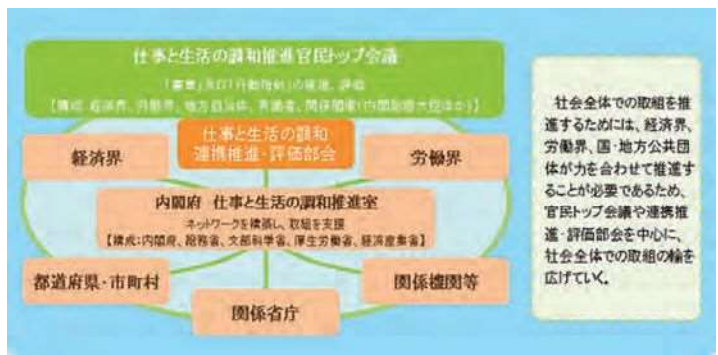 仕事と生活の調和推進官民トップ会議
「憲章」及び「行動指針」の推進、評価
【構成:経済界、労働界、地方自治体、有識者、関係閣僚(内閣総理大臣ほか)】
仕事と生活の調和
連携推進・評価部会
経済界
労働界
内閣府 仕事と生活の調和推進室
ネットワークを構築し、取組を支援
【構成:内閣府、総務省、文部科学省、厚生労働省、経済産業省】
都道府県・市町村
関係機関等
関係省庁
社会全体での取組を推
進するためには、経済界、
労働界、国・地方公共団
体が力を合わせて推進す
ることが必要であるため、
官民トップ会議や連携推
進・評価部会を中心に、
社会全体での取組の輪を
広げていく。